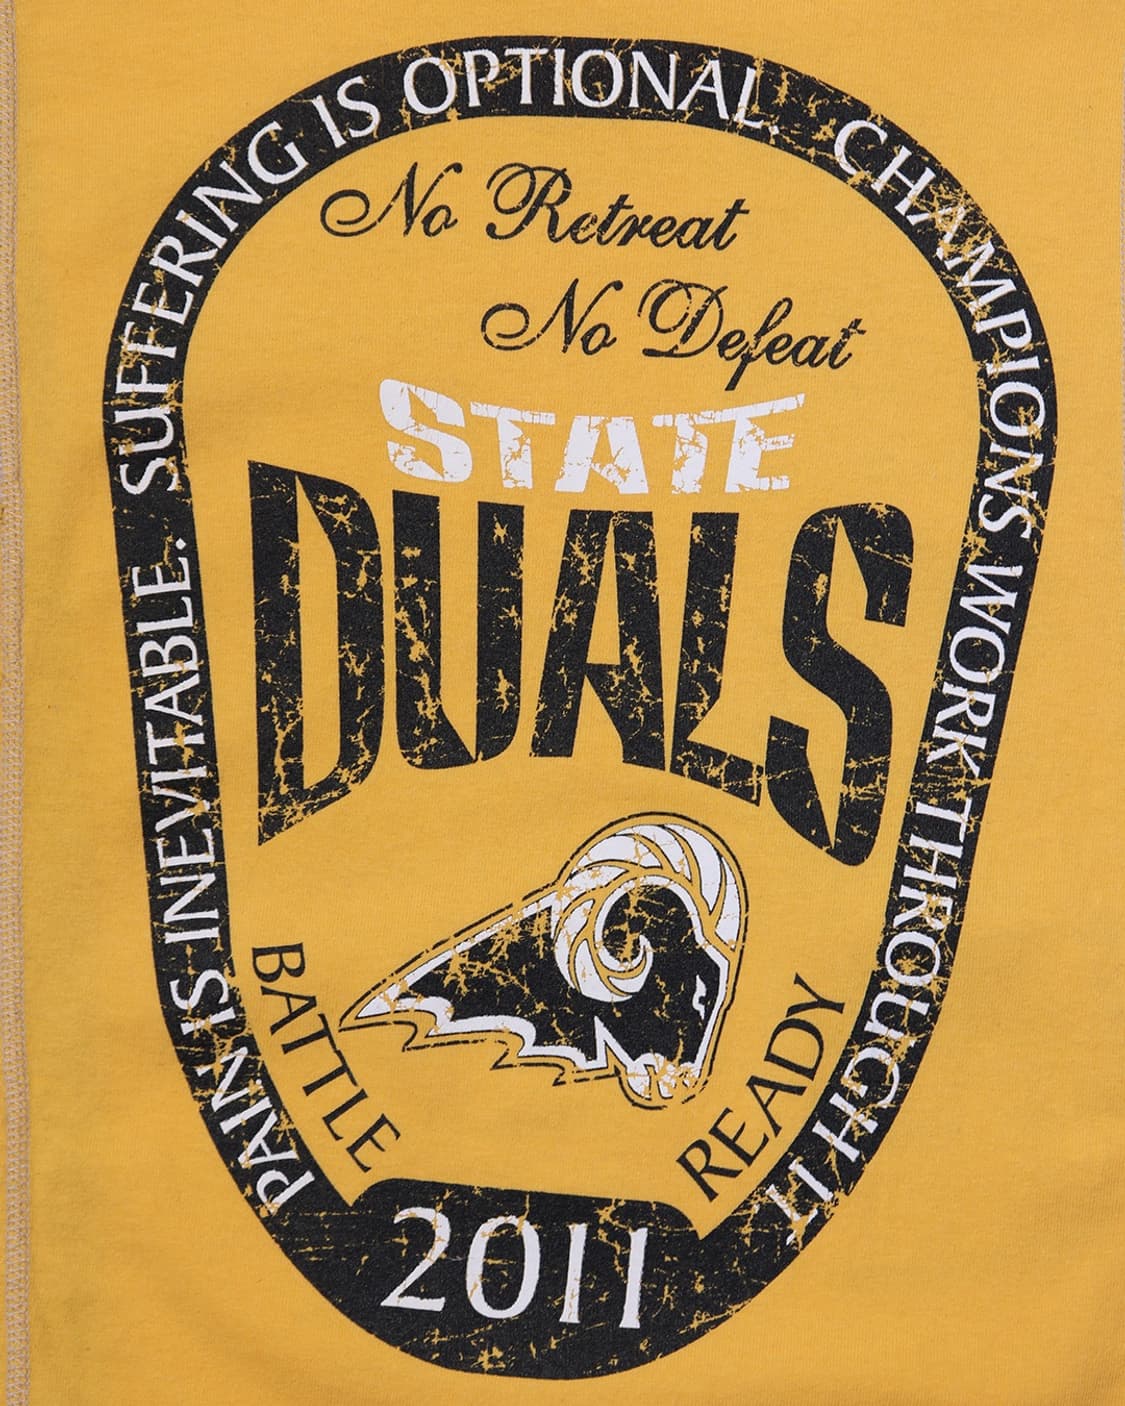 PAIN IS INEVITABLE. SUFFERING IS OPTIONAL. CHAMPIONS WORK THROUGH IT
No Retreat
No Defeat
STATE
DUALS
BATTLE
READY
2011